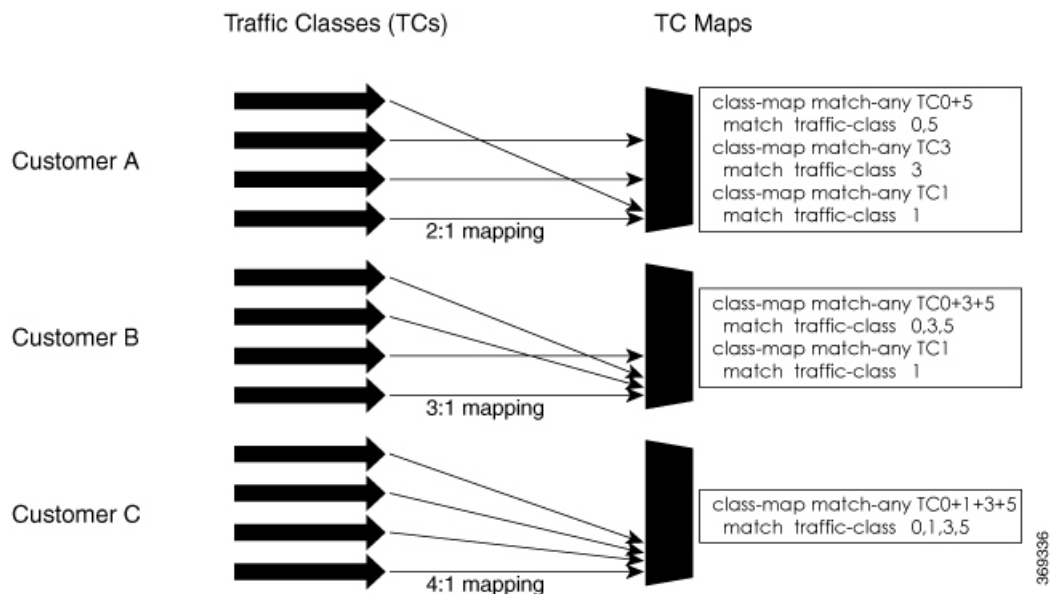 Traffic Classes (TCs)
TC Maps
Customer A
2:1 mapping
class-map match-any TC0+5
match traffic-class 0,5
class-map match-any TC3
match traffic-class 3
class-map match-any TC1
match traffic-class 1
Customer B
3:1 mapping
class-map match-any TC0+3+5
match traffic-class 0,3,5
class-map match-any TC1
match traffic-class 1
Customer C
4:1 mapping
class-map match-any TC0+1+3+5
match traffic-class 0,1,3,5
369336